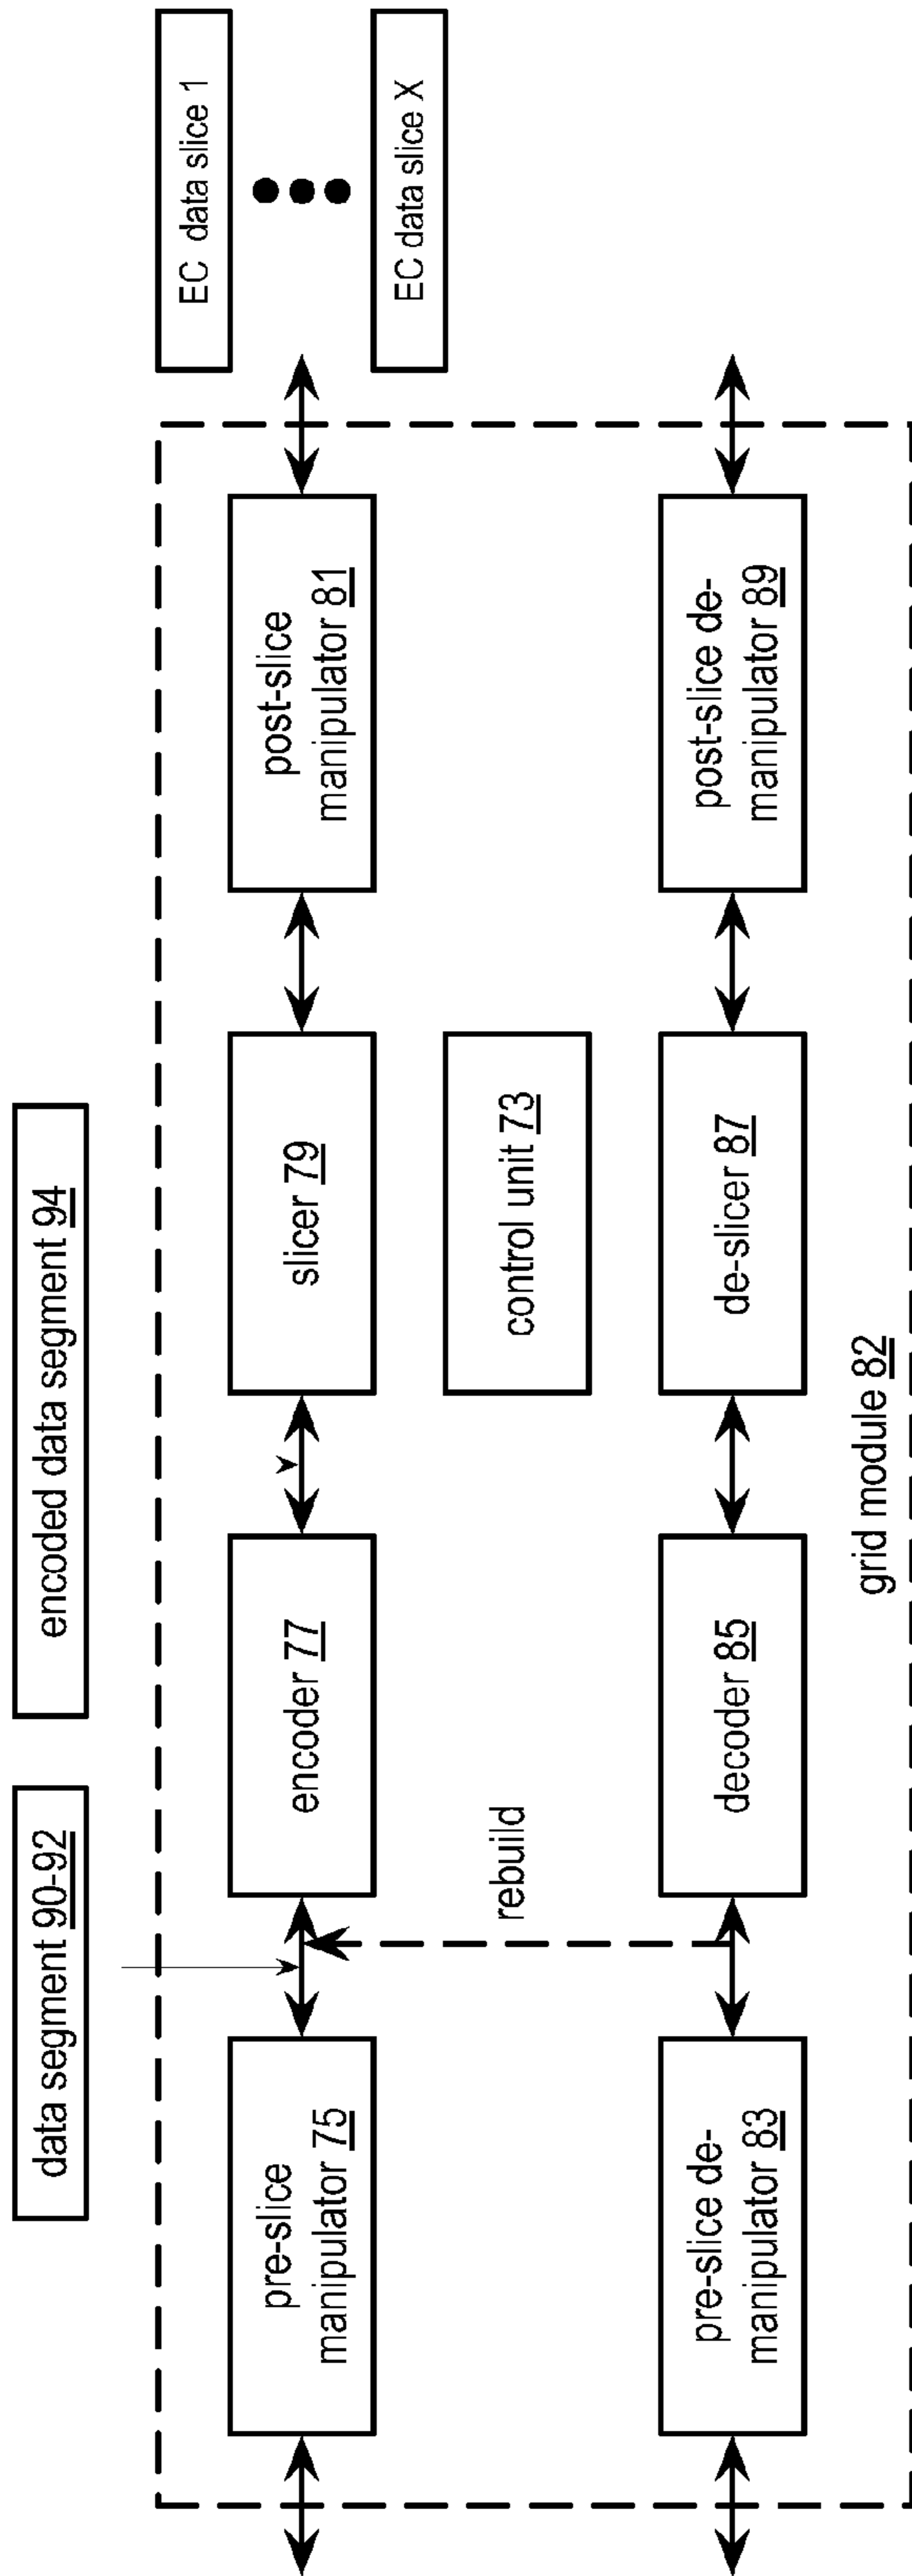 data segment 90-92
encoded data segment 94
EC data slice 1
EC data slice X
pre-slice
manipulator 75
encoder 77
slicer 79
post-slice
manipulator 81
rebuild
control unit 73
pre-slice de-
manipulator 83
decoder 85
de-slicer 87
post-slice de-
manipulator 89
grid module 82